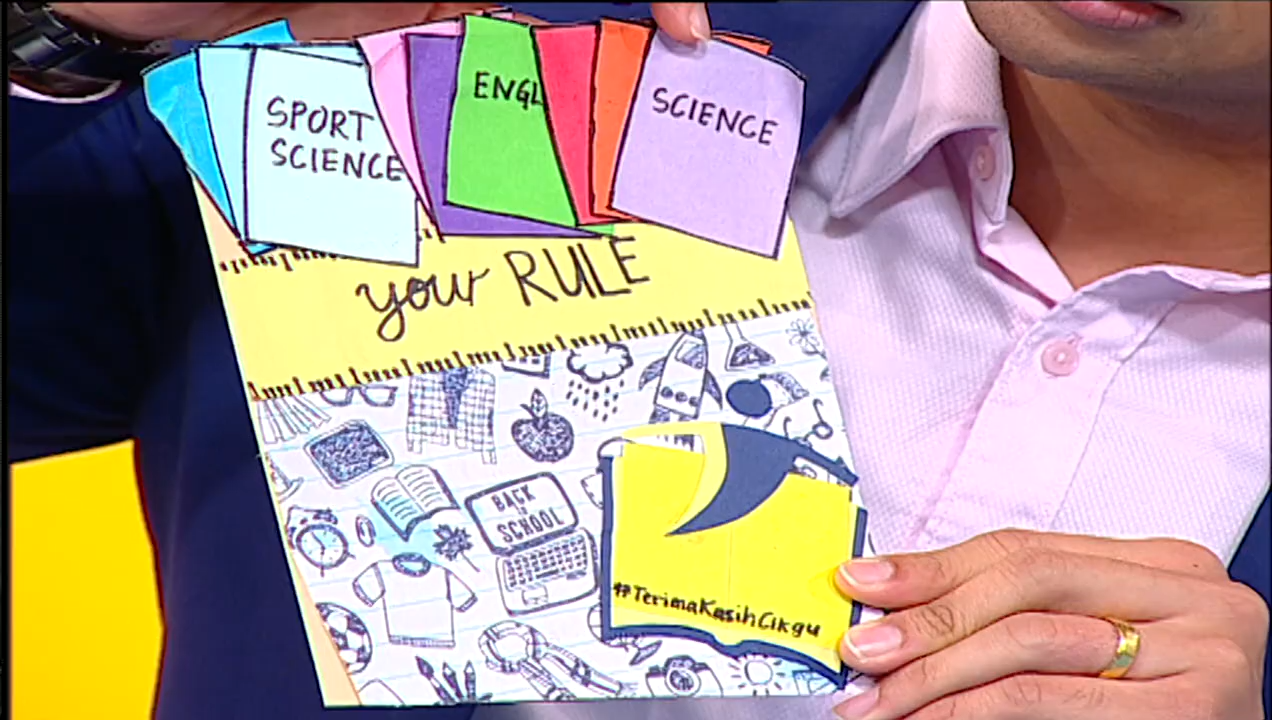 SPORT
SCIENCE
ENGL
SCIENCE
your RULE
BACK
TO
SCHOOL
#TerimaKasihCikgu